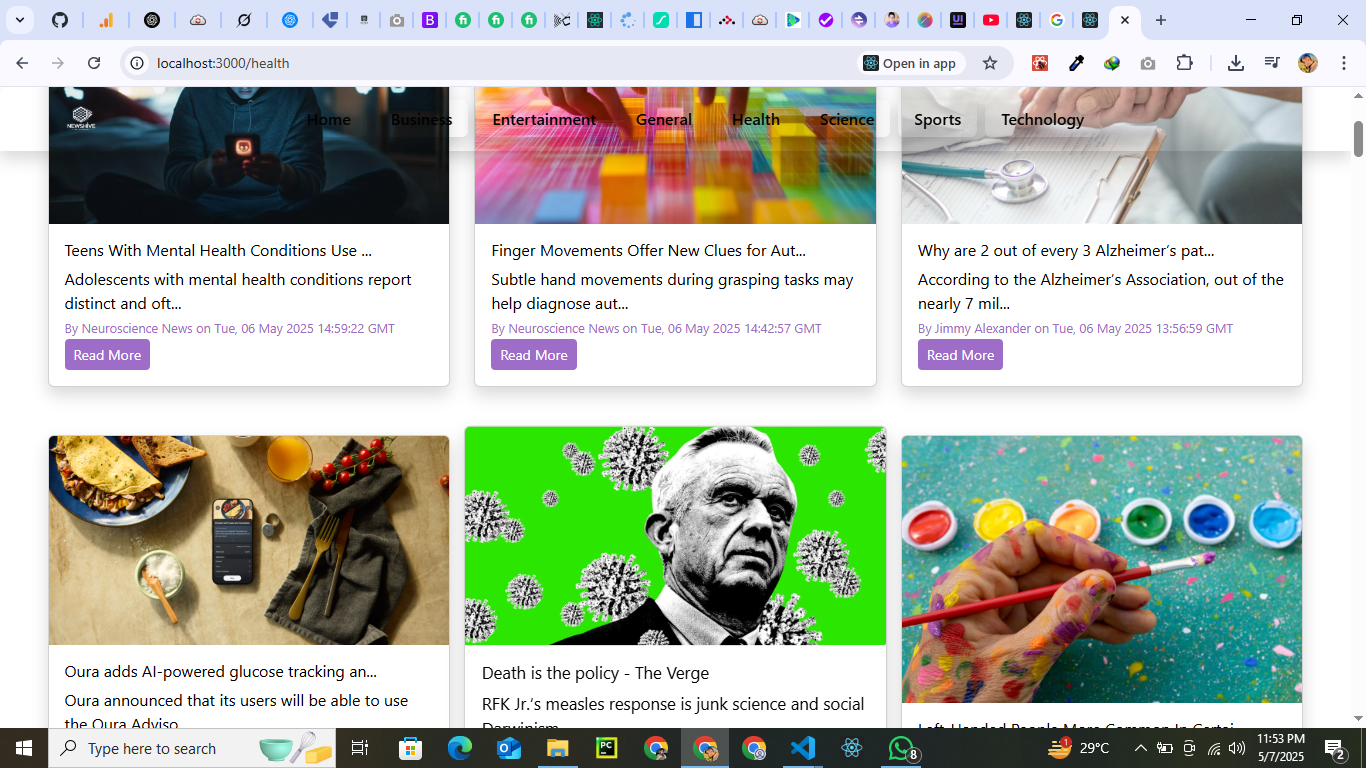 localhost:3000/health
Open in app
NEWSHIVE
Home Business Entertainment General Health Science Sports Technology
Teens With Mental Health Conditions Use ...
Adolescents with mental health conditions report
distinct and oft...
By Neuroscience News on Tue, 06 May 2025 14:59:22 GMT
Read More
Finger Movements Offer New Clues for Aut...
Subtle hand movements during grasping tasks may
help diagnose aut...
By Neuroscience News on Tue, 06 May 2025 14:42:57 GMT
Read More
Why are 2 out of every 3 Alzheimer’s pat...
According to the Alzheimer’s Association, out of the
nearly 7 mil...
By Jimmy Alexander on Tue, 06 May 2025 13:56:59 GMT
Read More
Oura adds AI-powered glucose tracking an...
Oura announced that its users will be able to use
the Oura Adviso
Death is the policy - The Verge
RFK Jr.’s measles response is junk science and social
Darwinism
Left-Handed People More Common In Certai
Type here to search
PC
29°C
11:53 PM
5/7/2025
8
1
2